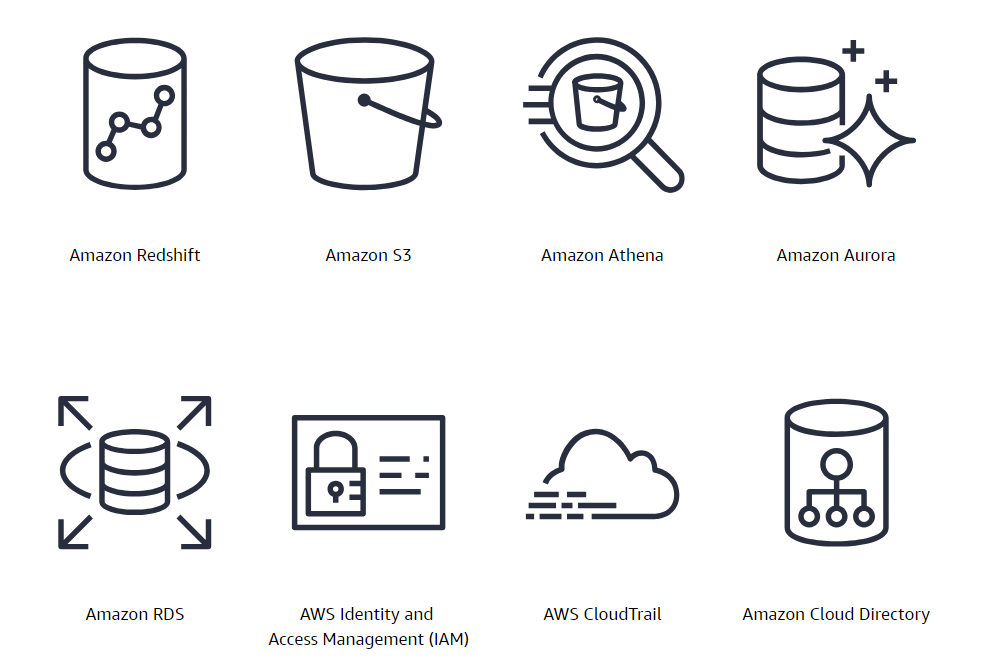 Amazon Redshift
Amazon S3
Amazon Athena
Amazon Aurora
Amazon RDS
AWS Identity and
Access Management (IAM)
AWS CloudTrail
Amazon Cloud Directory